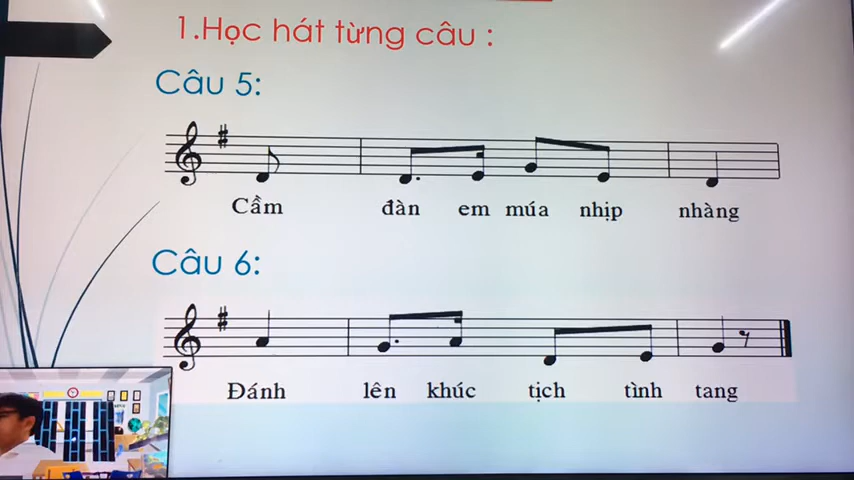 1.Học hát từng câu :
Câu 5:
Cầm đàn em múa nhịp nhàng
Câu 6:
Đánh lên khúc tịch tình tang